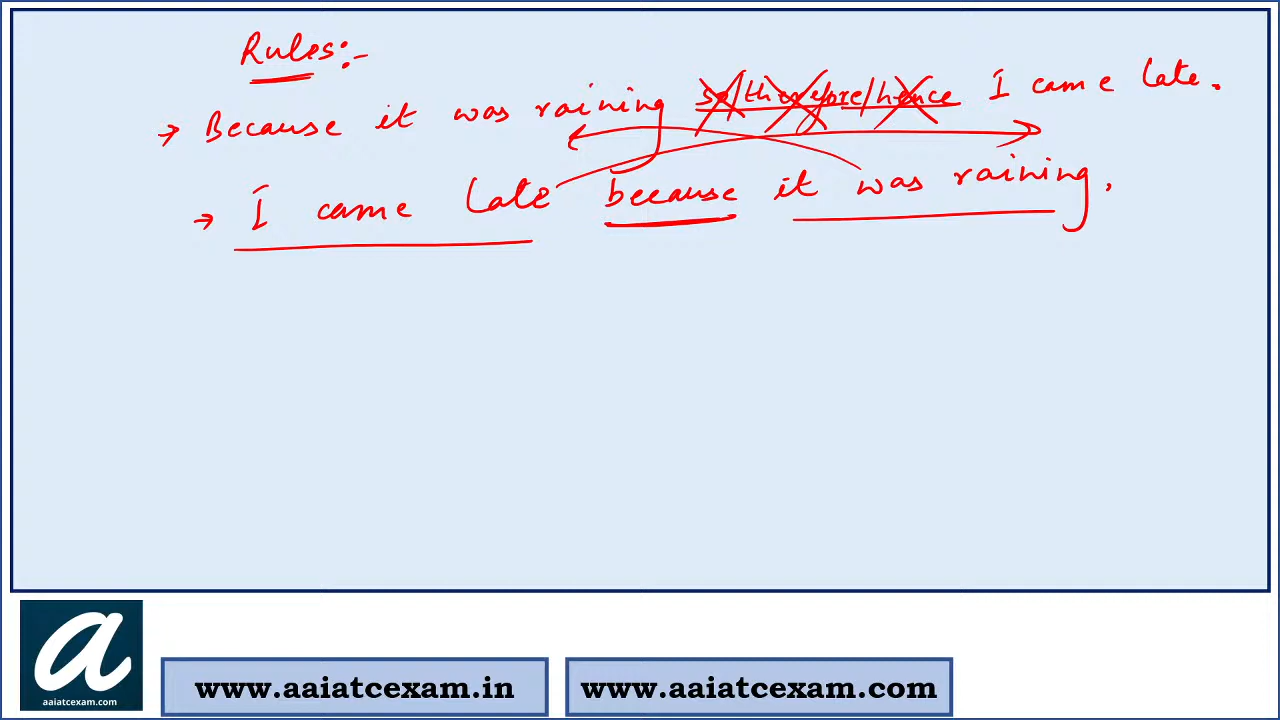 Rules:-
→ Because it was raining so/therefore/hence I came late.
→ I came late because it was raining.
a
aaiatcexam.com
www.aaiatcexam.in
www.aaiatcexam.com